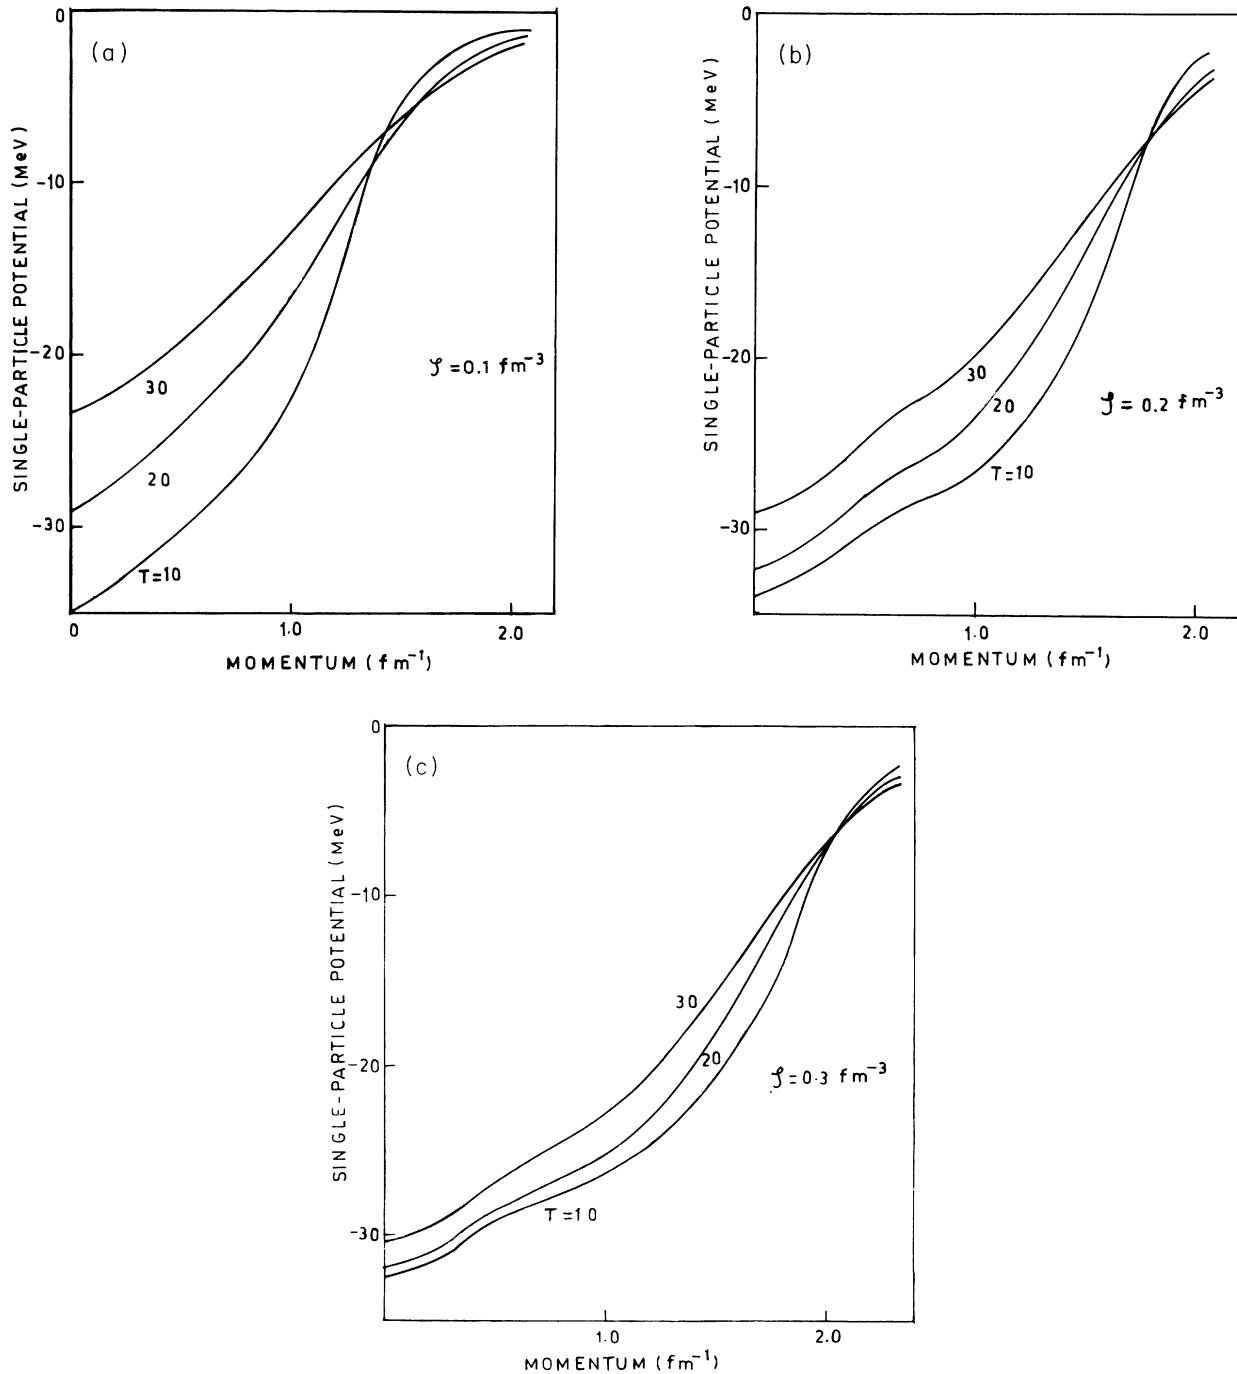 (a)
SINGLE-PARTICLE POTENTIAL (MeV)
0
-10
-20
-30
30
20
T=10
ρ=0.1 fm⁻³
0
1.0
2.0
MOMENTUM (fm⁻¹)
(b)
SINGLE-PARTICLE POTENTIAL (MeV)
0
-10
-20
-30
30
20
T=10
ρ=0.2 fm⁻³
1.0
2.0
MOMENTUM (fm⁻¹)
(c)
SINGLE-PARTICLE POTENTIAL (MeV)
0
-10
-20
-30
30
20
T=10
ρ=0.3 fm⁻³
1.0
2.0
MOMENTUM (fm⁻¹)